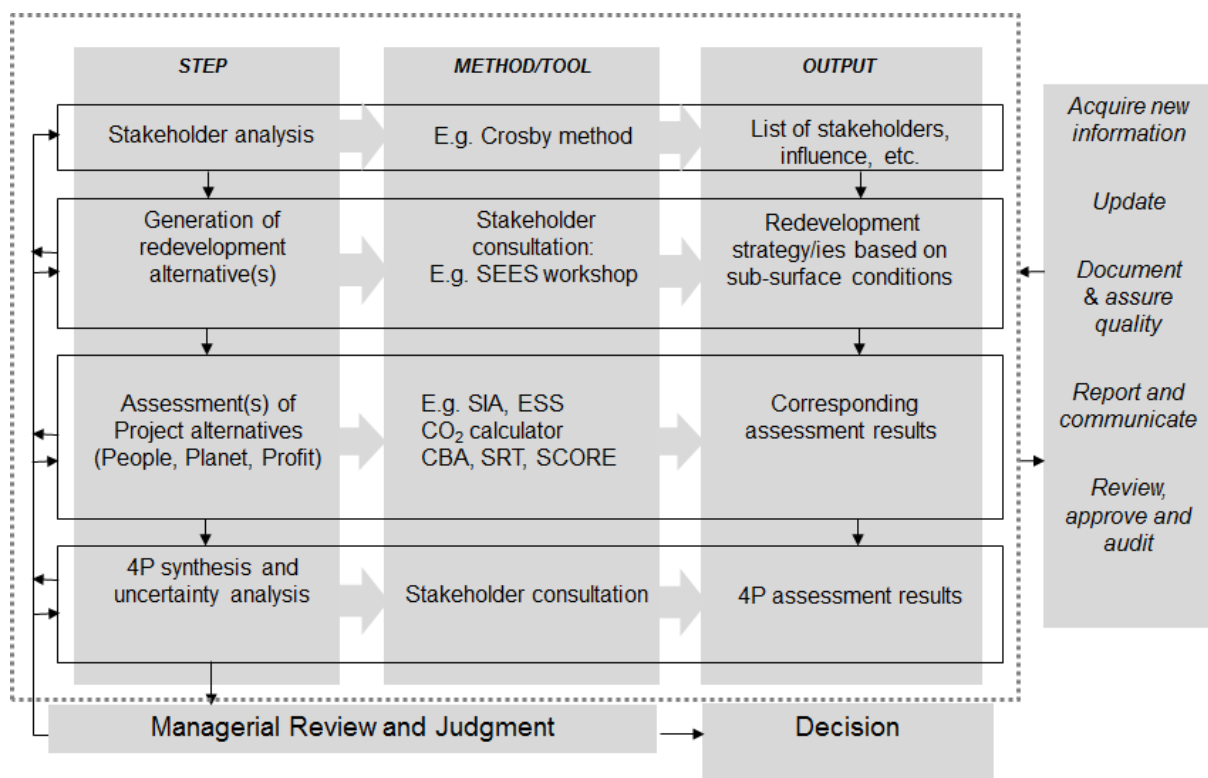 STEP
METHOD/TOOL
OUTPUT
Stakeholder analysis
E.g. Crosby method
List of stakeholders,
influence, etc.
Generation of
redevelopment
alternative(s)
Stakeholder
consultation:
E.g. SEES workshop
Redevelopment
strategy/ies based on
sub-surface conditions
Assessment(s) of
Project alternatives
(People, Planet, Profit)
E.g. SIA, ESS
CO₂ calculator
CBA, SRT, SCORE
Corresponding
assessment results
4P synthesis and
uncertainty analysis
Stakeholder consultation
4P assessment results
Managerial Review and Judgment
Decision
Acquire new
information
Update
Document
& assure
quality
Report and
communicate
Review,
approve and
audit